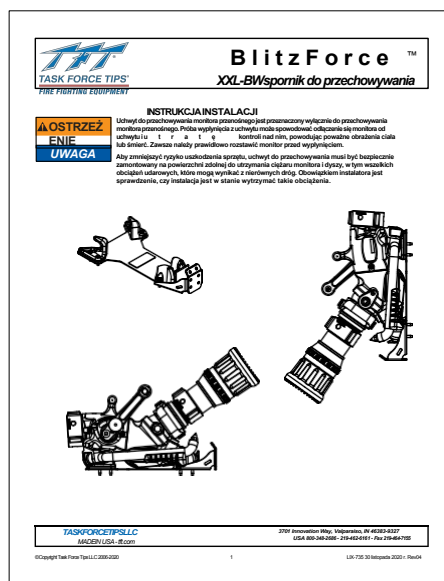 TFT
TASK FORCE TIPS®
FIRE FIGHTING EQUIPMENT
BlitzForce ™
XXL-BWspornik do przechowywania
INSTRUKCJA INSTALACJI
OSTRZEŻ
ENIE
UWAGA
Uchwyt do przechowywania monitora przenośnego jest przeznaczony wyłącznie do przechowywania
monitora przenośnego. Próba wypłynięcia z uchwytu może spowodować odłączenie się monitora od
uchwytu i u t r a t ę kontroli nad nim, powodując poważne obrażenia ciała
lub śmierć. Zawsze należy prawidłowo rozstawić monitor przed wypłynięciem.
Aby zmniejszyć ryzyko uszkodzenia sprzętu, uchwyt do przechowywania musi być bezpiecznie
zamontowany na powierzchni zdolnej do utrzymania ciężaru monitora i dyszy, w tym wszelkich
obciążeń udarowych, które mogą wynikać z nierównych dróg. Obowiązkiem instalatora jest
sprawdzenie, czy instalacja jest w stanie wytrzymać takie obciążenia.
TASKFORCETIPSLLC
MADEIN USA - tft.com
3701 Innovation Way, Valparaiso, IN 46383-9327
USA 800-348-2686 - 219-462-6161 - Fax 219-464-7155
©Copyright Task Force Tips LLC 2006-2020
1
LIX-735 30 listopada 2020 r. Rev04